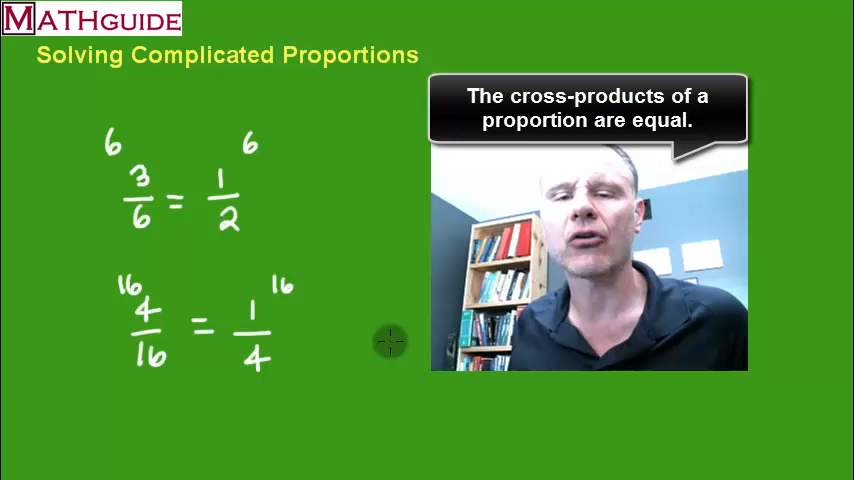 MATHGUIDE
Solving Complicated Proportions
The cross-products of a
proportion are equal.
6 6
3 1
= 
6 2
16 16
4 1
=
16 4